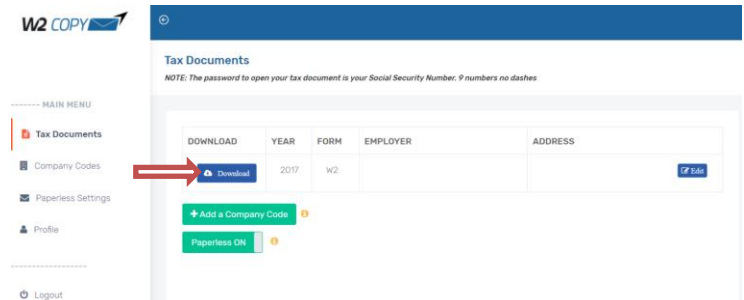 W2 COPY
Tax Documents
NOTE: The password to open your tax document is your Social Security Number. 9 numbers no dashes
------- MAIN MENU
Tax Documents
Company Codes
Paperless Settings
Profile
------------------
Logout
DOWNLOAD YEAR FORM EMPLOYER ADDRESS
Download 2017 W2 Edit
+ Add a Company Code
Paperless ON